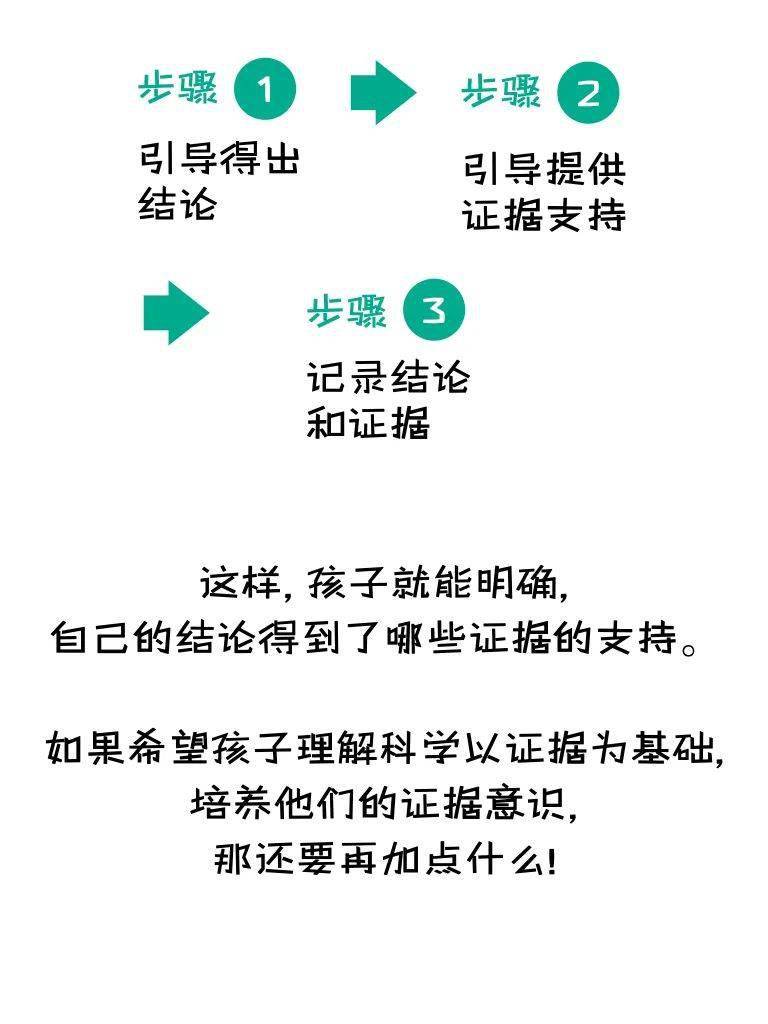 步骤 1
引导得出
结论
步骤 2
引导提供
证据支持
步骤 3
记录结论
和证据
这样,孩子就能明确,
自己的结论得到了哪些证据的支持。
如果希望孩子理解科学以证据为基础,
培养他们的证据意识,
那还要再加点什么!